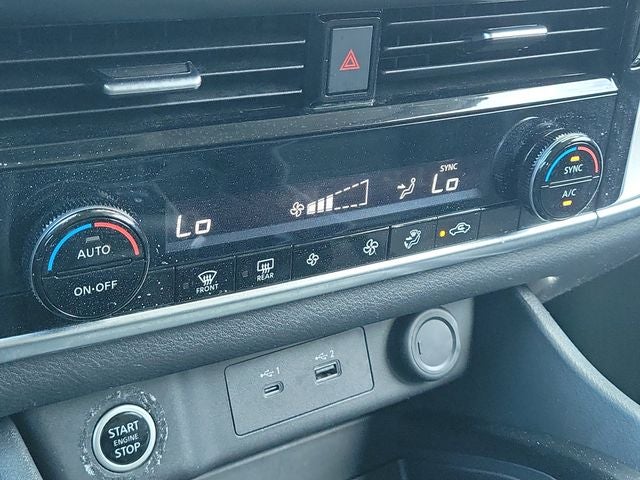 SYNC
Lo
Lo
AUTO
ON·OFF
FRONT
REAR
SYNC
A/C
1
2
START
ENGINE
STOP